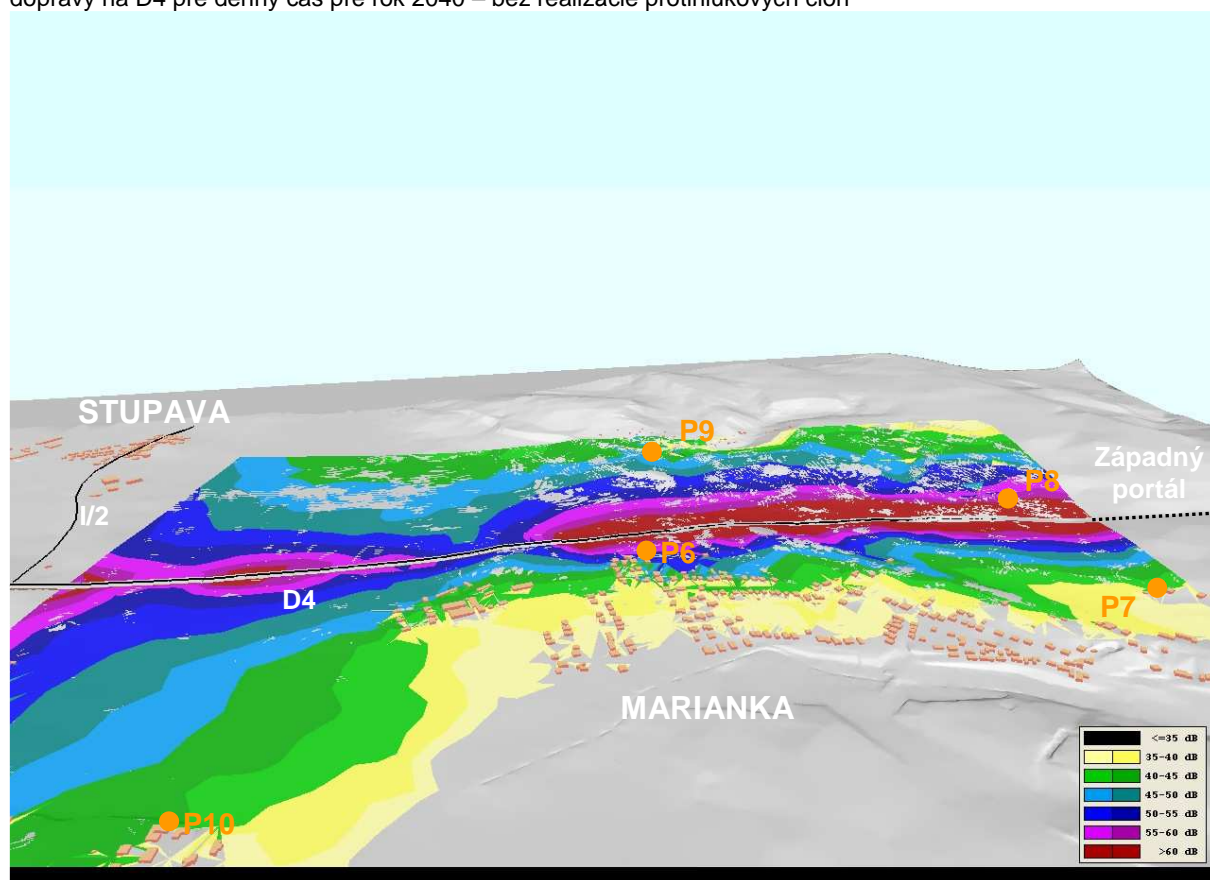 dopravy na D4 pre denný čas pre rok 2040 – bez realizácie protihlukových clôn
STUPAVA
P9
Západný
portál
P8
I/2
P6
D4
P7
MARIANKA
<=35 dB
35-40 dB
40-45 dB
45-50 dB
50-55 dB
55-60 dB
>60 dB
P10